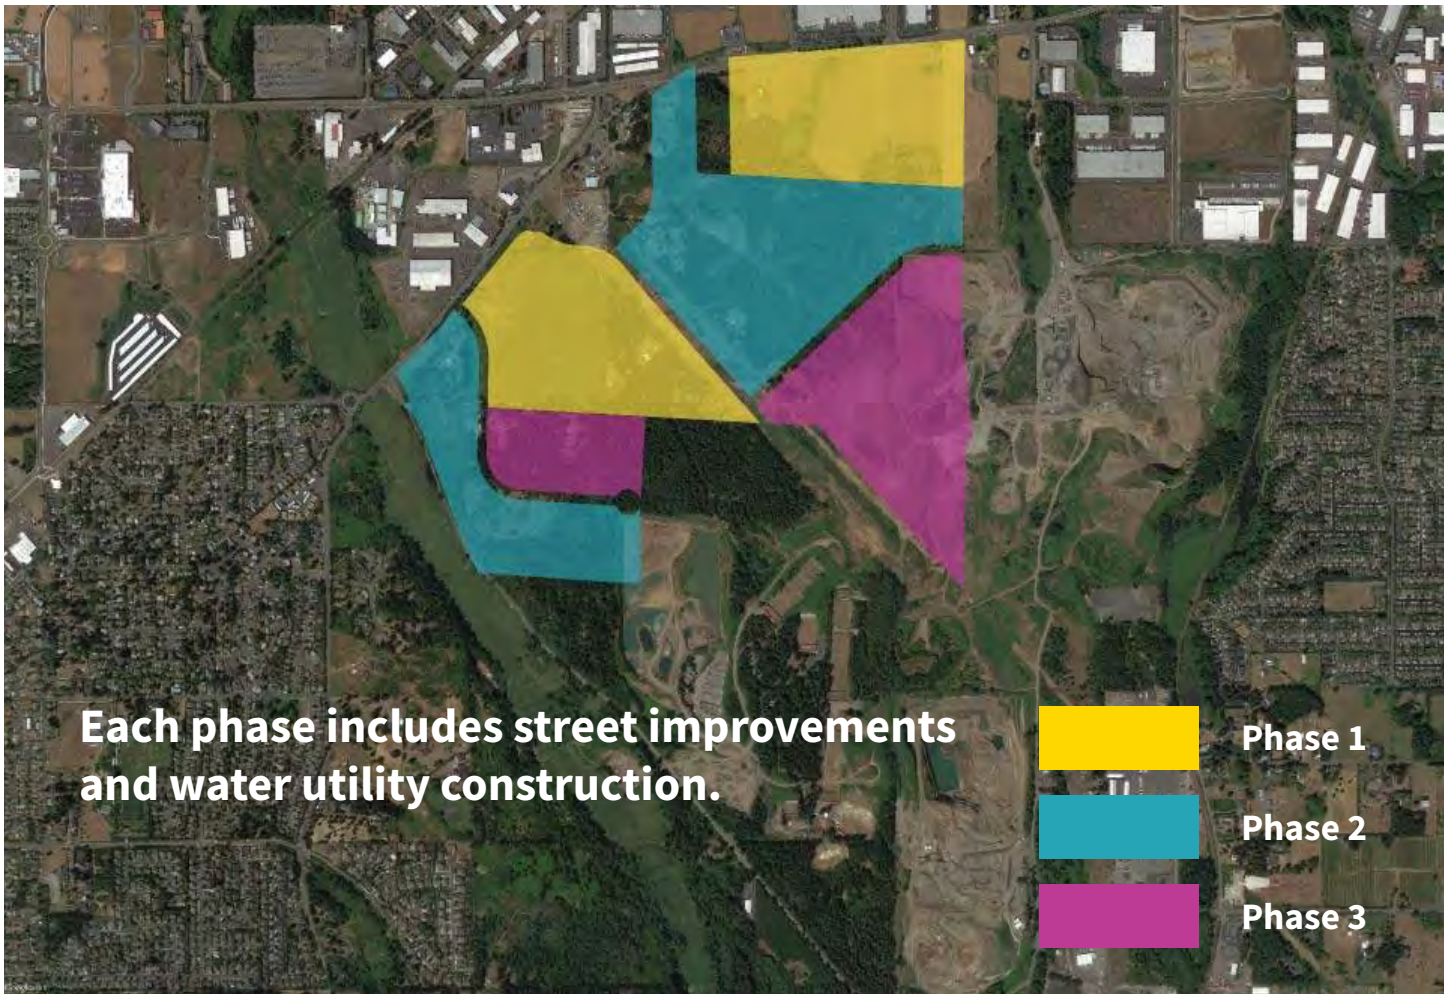 Each phase includes street improvements
and water utility construction.
Phase 1
Phase 2
Phase 3